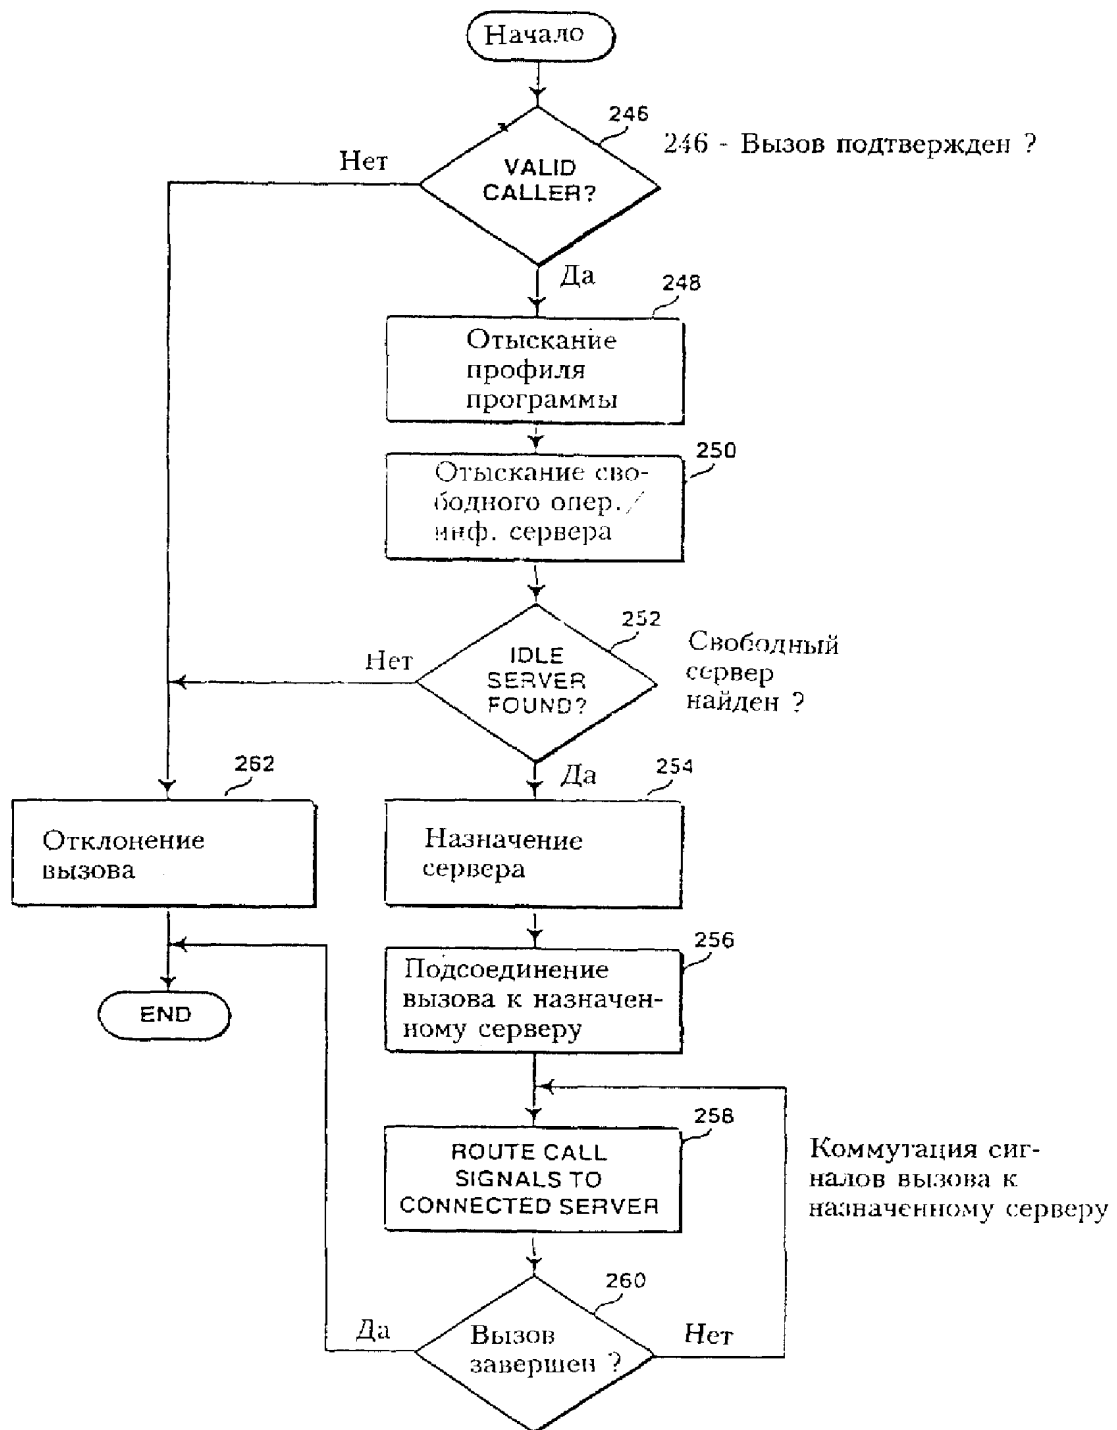 Начало
246
246 - Вызов подтвержден ?
Нет
VALID
CALLER?
Да
248
Отыскание
профиля
программы
250
Отыскание сво-
бодного опер./
инф. сервера
252
Нет
IDLE
SERVER
FOUND?
Свободный
сервер
найден ?
Да
262
254
Отклонение
вызова
Назначение
сервера
256
Подсоединение
вызова к назначен-
ному серверу
END
258
ROUTE CALL
SIGNALS TO
CONNECTED SERVER
Коммутация сиг-
налов вызова к
назначенному серверу
260
Да
Вызов
завершен ?
Нет